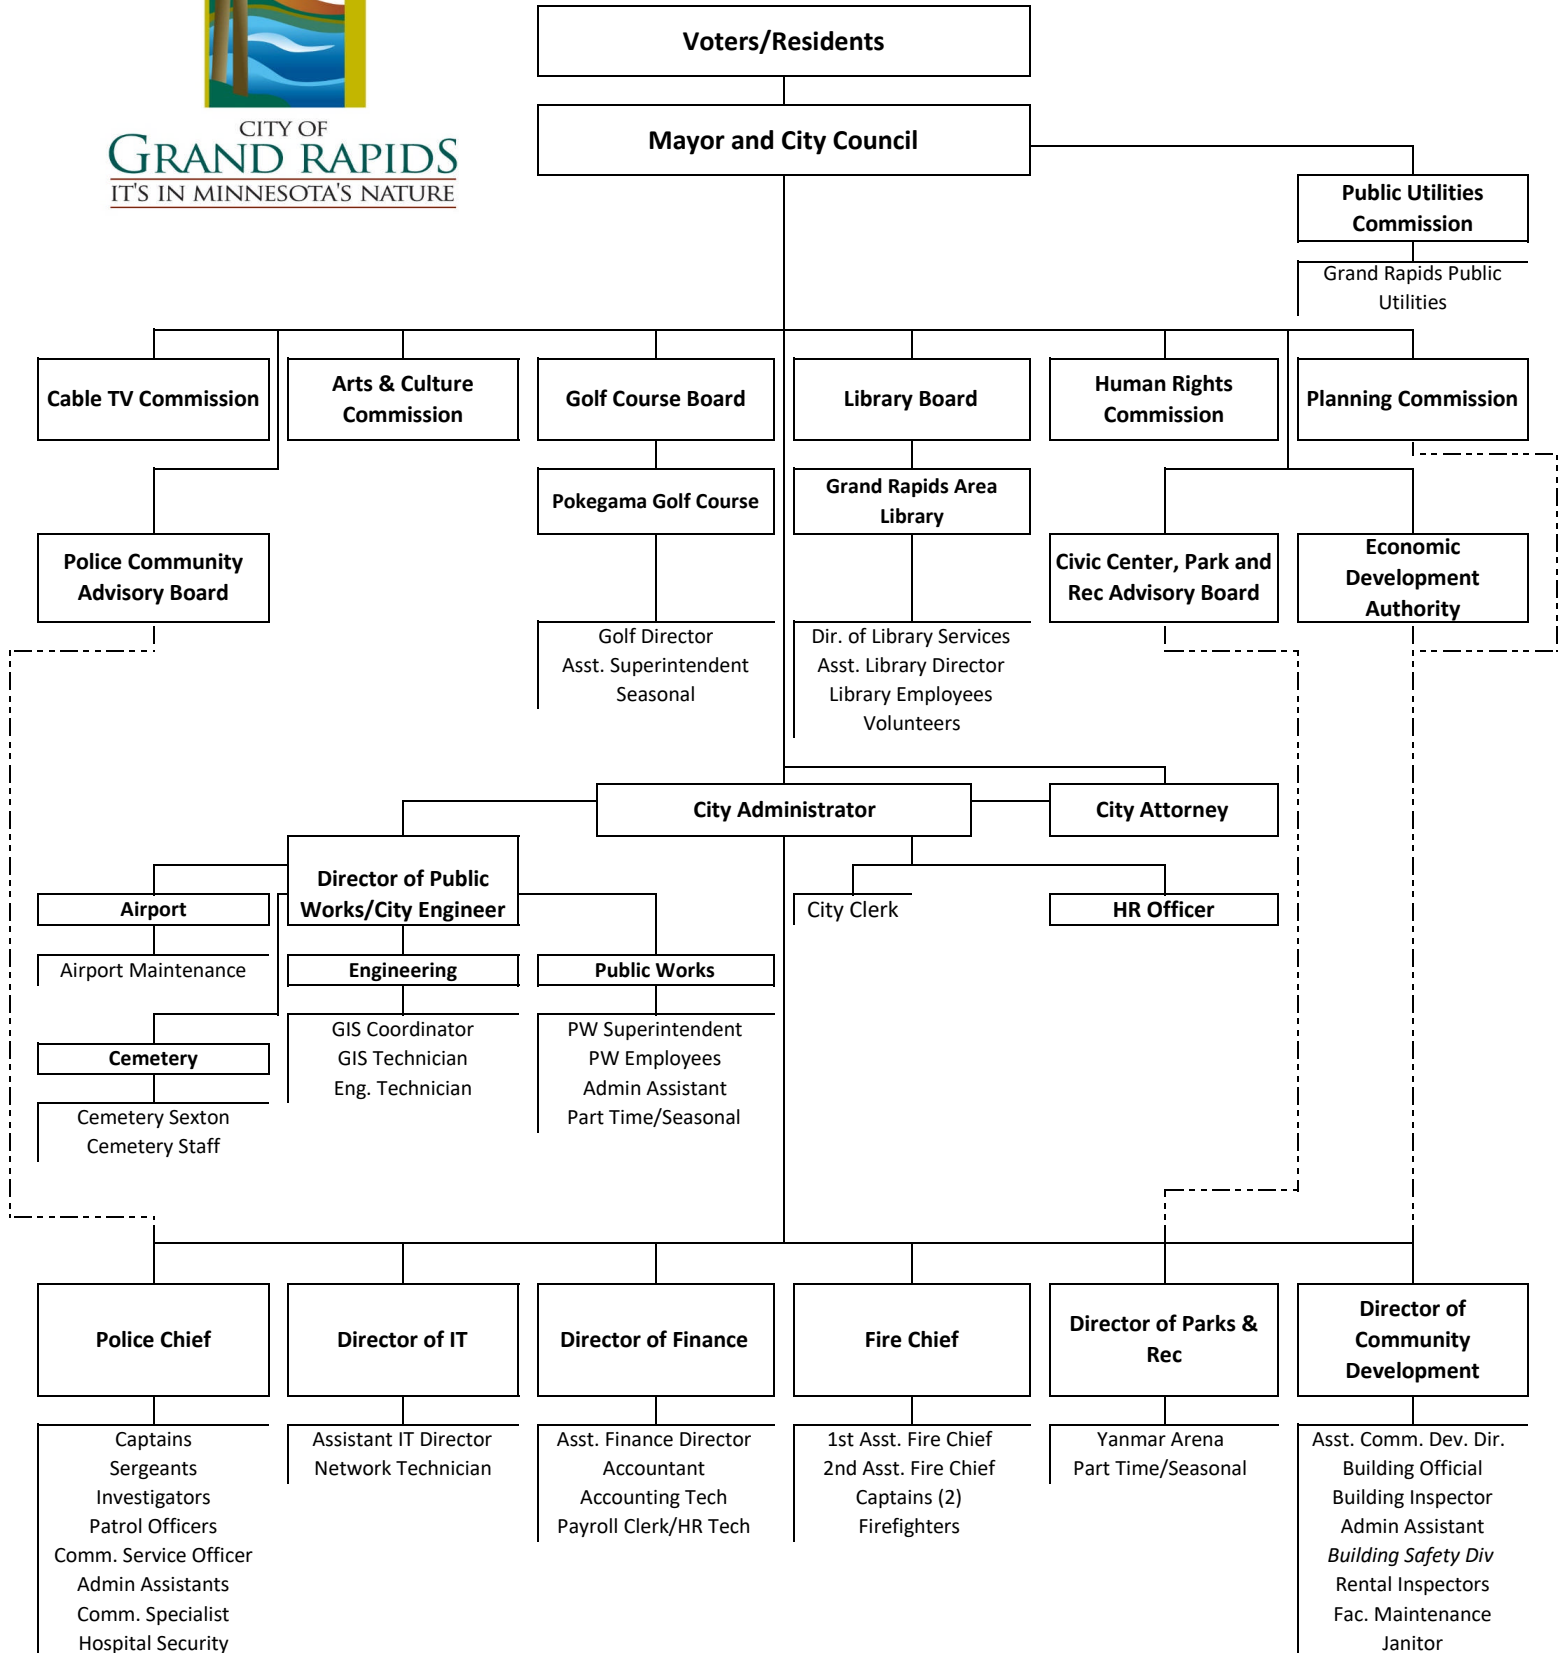 CITY OF
GRAND RAPIDS
IT'S IN MINNESOTA'S NATURE
Voters/Residents
Mayor and City Council
Public Utilities
Commission
Grand Rapids Public
Utilities
Cable TV Commission
Arts & Culture
Commission
Golf Course Board
Library Board
Human Rights
Commission
Planning Commission
Pokegama Golf Course
Grand Rapids Area
Library
Police Community
Advisory Board
Civic Center, Park and
Rec Advisory Board
Economic
Development
Authority
Golf Director
Asst. Superintendent
Seasonal
Dir. of Library Services
Asst. Library Director
Library Employees
Volunteers
City Administrator
City Attorney
Director of Public
Works/City Engineer
Airport
City Clerk
HR Officer
Airport Maintenance
Engineering
Public Works
Cemetery
GIS Coordinator
GIS Technician
Eng. Technician
PW Superintendent
PW Employees
Admin Assistant
Part Time/Seasonal
Cemetery Sexton
Cemetery Staff
Police Chief
Director of IT
Director of Finance
Fire Chief
Director of Parks &
Rec
Director of
Community
Development
Captains
Sergeants
Investigators
Patrol Officers
Comm. Service Officer
Admin Assistants
Comm. Specialist
Hospital Security
Assistant IT Director
Network Technician
Asst. Finance Director
Accountant
Accounting Tech
Payroll Clerk/HR Tech
1st Asst. Fire Chief
2nd Asst. Fire Chief
Captains (2)
Firefighters
Yanmar Arena
Part Time/Seasonal
Asst. Comm. Dev. Dir.
Building Official
Building Inspector
Admin Assistant
Building Safety Div
Rental Inspectors
Fac. Maintenance
Janitor